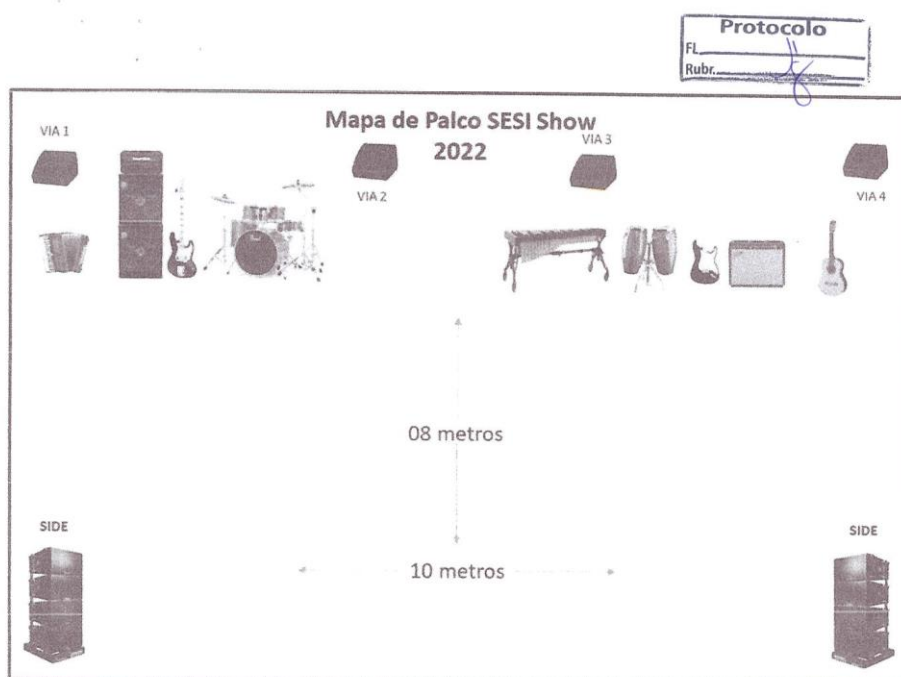 Protocolo
FL.
Rubr.
Mapa de Palco SESI Show
2022
VIA 1
VIA 2
VIA 3
VIA 4
08 metros
10 metros
SIDE
SIDE